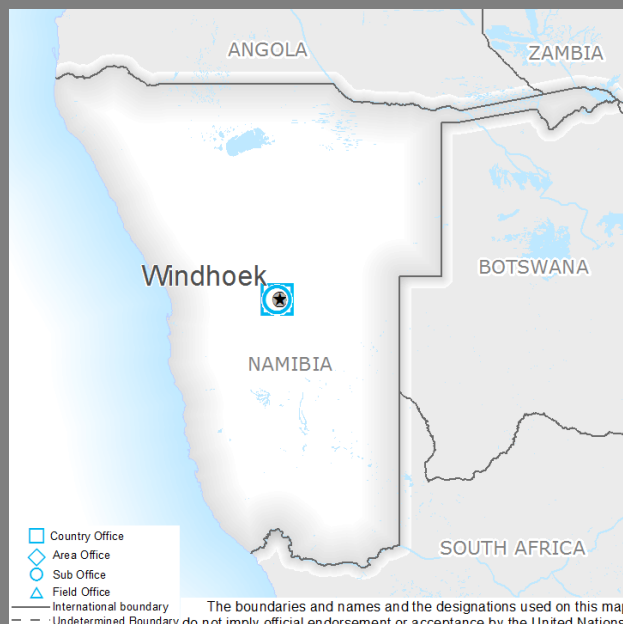 ANGOLA
ZAMBIA
Windhoek
BOTSWANA
NAMIBIA
SOUTH AFRICA
Country Office
Area Office
Sub Office
Field Office
International boundary
Undetermined Boundary
The boundaries and names and the designations used on this map
do not imply official endorsement or acceptance by the United Nations